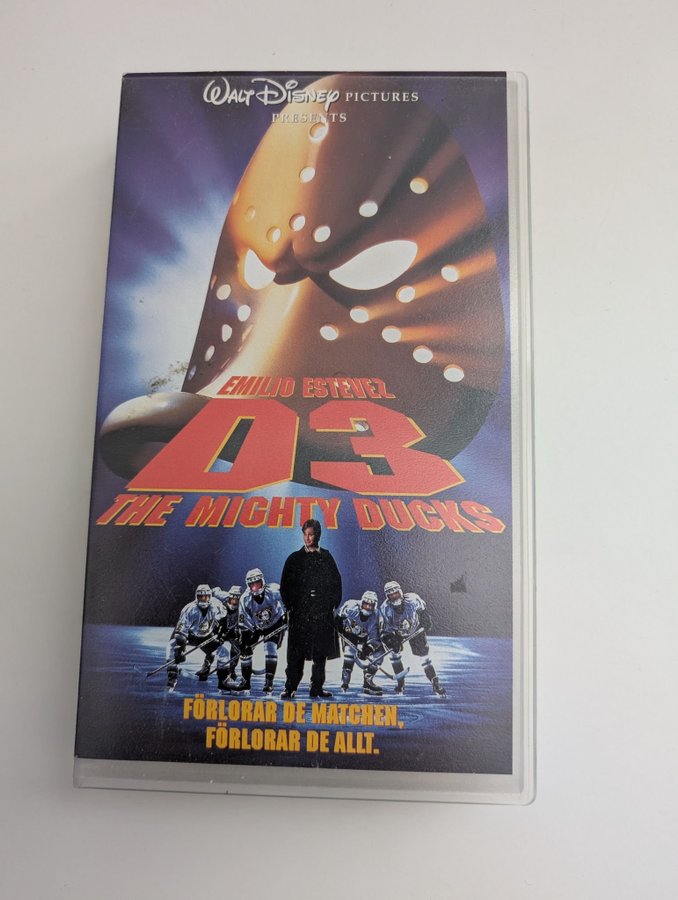 WALT DISNEY PICTURES
PRESENTS
EMILIO ESTEVEZ
D3
THE MIGHTY DUCKS
FÖRLORAR DE MATCHEN,
FÖRLORAR DE ALLT.